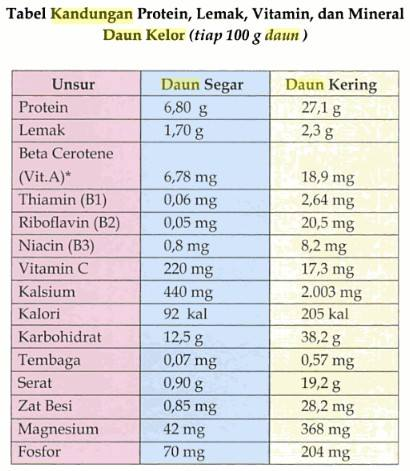 Tabel Kandungan Protein, Lemak, Vitamin, dan Mineral
Daun Kelor (tiap 100 g daun )
Unsur Daun Segar Daun Kering
Protein 6,80 g 27,1 g
Lemak 1,70 g 2,3 g
Beta Cerotene
(Vit.A)* 6,78 mg 18,9 mg
Thiamin (B1) 0,06 mg 2,64 mg
Riboflavin (B2) 0,05 mg 20,5 mg
Niacin (B3) 0,8 mg 8,2 mg
Vitamin C 220 mg 17,3 mg
Kalsium 440 mg 2.003 mg
Kalori 92 kal 205 kal
Karbohidrat 12,5 g 38,2 g
Tembaga 0,07 mg 0,57 mg
Serat 0,90 g 19,2 g
Zat Besi 0,85 mg 28,2 mg
Magnesium 42 mg 368 mg
Fosfor 70 mg 204 mg